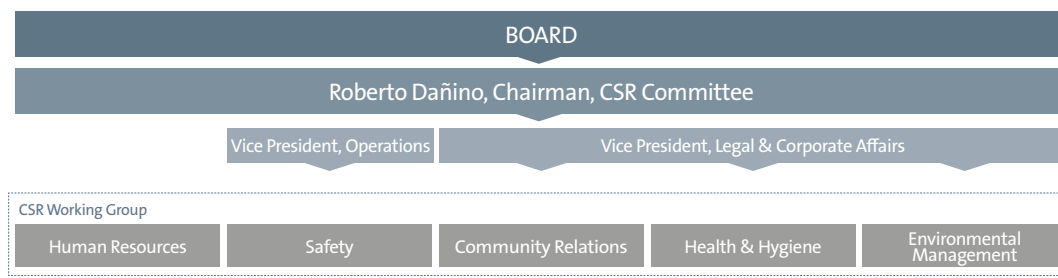 BOARD
Roberto Dañino, Chairman, CSR Committee
Vice President, Operations
Vice President, Legal & Corporate Affairs
CSR Working Group
Human Resources
Safety
Community Relations
Health & Hygiene
Environmental
Management